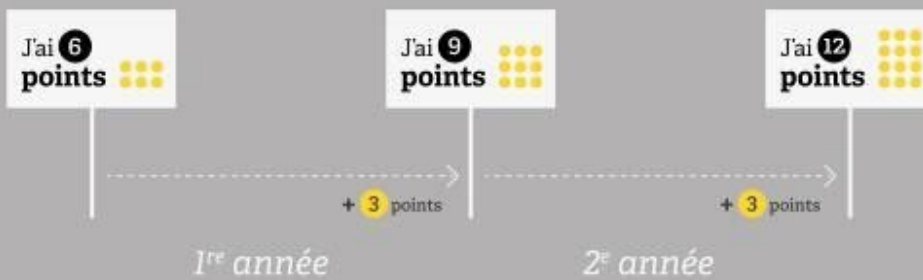 J'ai 6
points
J'ai 9
points
J'ai 12
points
+ 3 points
+ 3 points
1re année
2e année